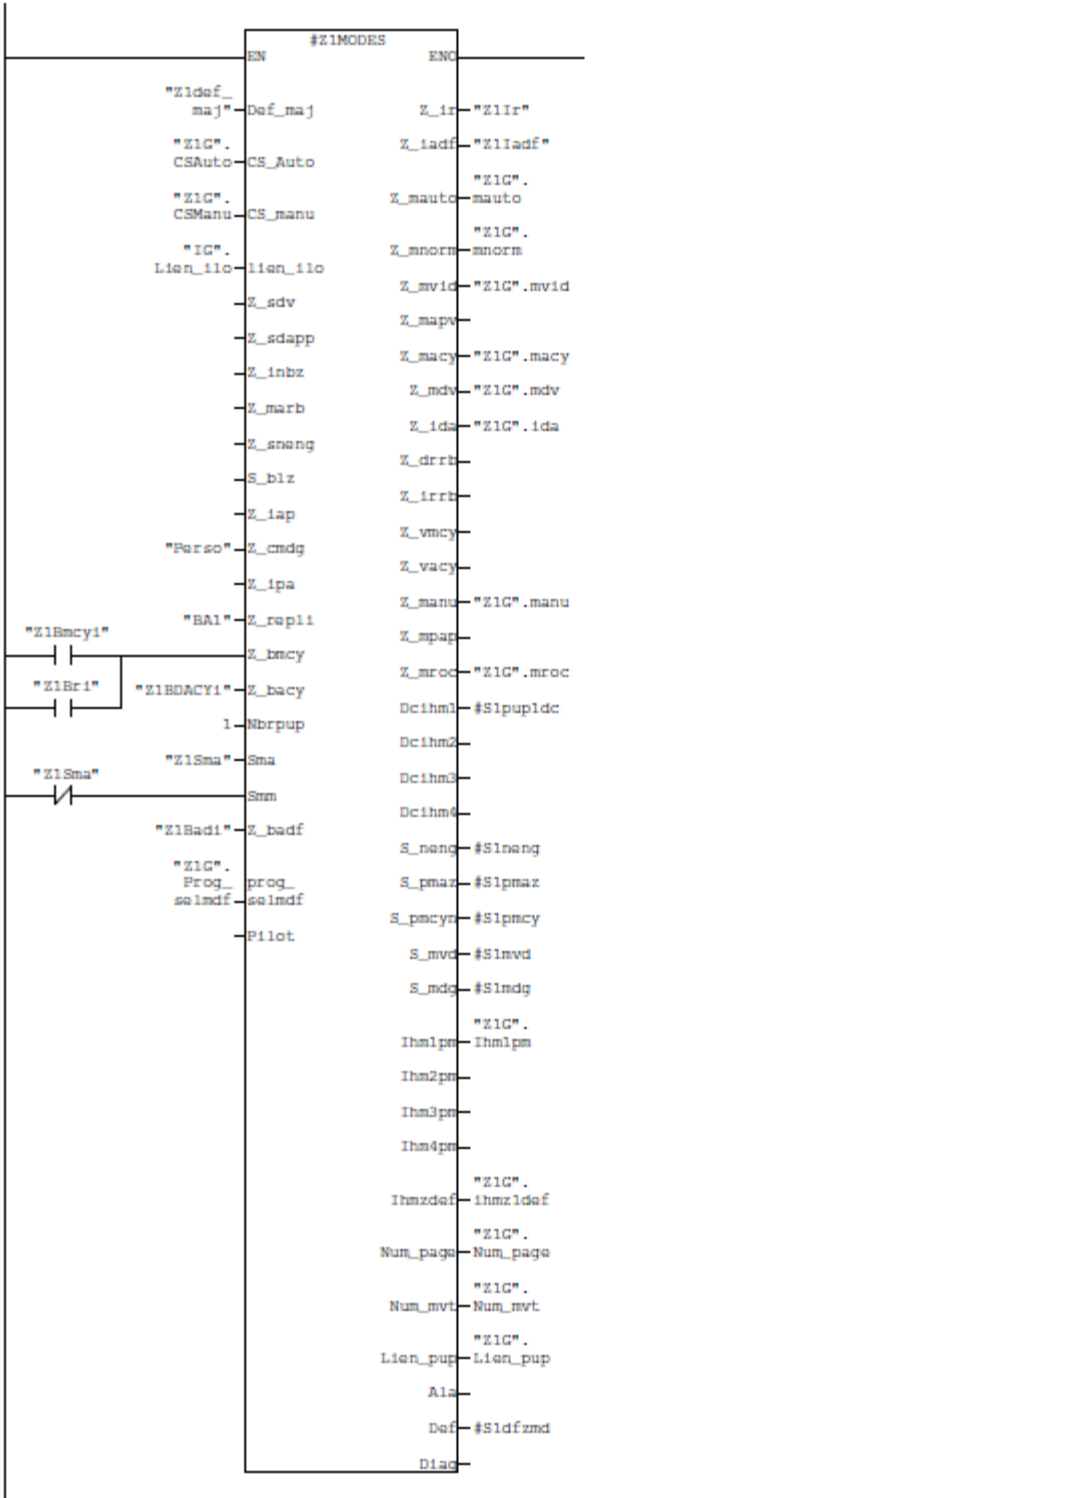 #Z1MODES
EN ENO
"Z1def_
maj" Def_maj Z_ir "Z1Ir"
"Z1G". Z_iadf "Z1Iadf"
CSAuto CS_Auto "Z1G".
"Z1G". Z_mauto mauto
CSManu CS_manu "Z1G".
"IG". Z_mnorm mnorm
Lien_ilo lien_ilo Z_mvid "Z1G".mvid
Z_sdv Z_mapv
Z_sdapp Z_macy "Z1G".macy
Z_inbz Z_mdv "Z1G".mdv
Z_marb Z_ida "Z1G".ida
Z_sneng Z_drrb
S_blz Z_irrb
Z_iap Z_vmcy
"Perso" Z_cmdg Z_vacy
Z_ipa Z_manu "Z1G".manu
"BA1" Z_repli Z_mpap
"Z1Bmcyi"
Z_bmcy Z_mroc "Z1G".mroc
"Z1Bri" "Z1BDACYi" Z_bacy Dcihm1 #S1pup1dc
1 Nbrpup Dcihm2
"Z1Sma" Sma Dcihm3
"Z1Sma"
Smm Dcihm4
"Z1Badi" Z_badf S_neng #S1neng
"Z1G".
Prog_ prog_ S_pmaz #S1pmaz
selmdf selmdf S_pmcyn #S1pmcy
Pilot S_mvd #S1mvd
S_mdg #S1mdg
"Z1G".
Ihm1pm Ihm1pm
Ihm2pm
Ihm3pm
Ihm4pm
"Z1G".
Ihmzdef ihmz1def
"Z1G".
Num_page Num_page
"Z1G".
Num_mvt Num_mvt
"Z1G".
Lien_pup Lien_pup
Ala
Def #S1dfzmd
Diag